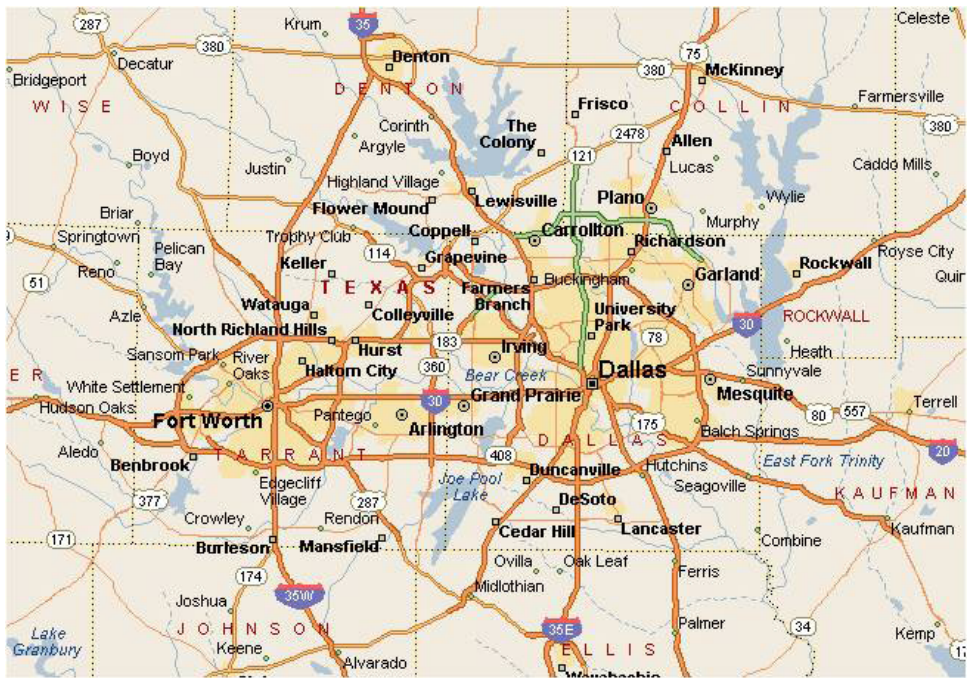 287
Krum
35
Celeste
Decatur
380
Denton
75
380
McKinney
Bridgeport
WISE
DENTON
Frisco
COLLIN
Farmersville
380
Corinth
The
Colony
2478
Allen
Argyle
121
Lucas
Boyd
Justin
Highland Village
Caddo Mills
Flower Mound
Lewisville
Plano
Wylie
Murphy
Briar
Springtown
Trophy Club
Coppell
Carrollton
Richardson
Royse City
Pelican
Bay
114
Reno
Keller
Grapevine
Buckingham
Garland
Rockwall
51
TEXAS
Farmers
Branch
Quin
Azle
Watauga
Colleyville
University
Park
30
ROCKWALL
North Richland Hills
78
Sansom Park
River
Oaks
Hurst
183
Irving
Heath
Haltom City
360
Bear Creek
Dallas
Sunnyvale
ER
White Settlement
Hudson Oaks
30
Grand Prairie
Mesquite
Terrell
Fort Worth
Pantego
Arlington
175
80
557
Balch Springs
Aledo
TARRANT
408
DALLAS
20
Benbrook
Duncanville
Hutchins
East Fork Trinity
Edgecliff
Village
Joe Pool
Lake
Seagoville
377
287
DeSoto
KAUFMAN
Crowley
Rendon
Cedar Hill
Lancaster
Kaufman
171
Burleson
Mansfield
Combine
174
Ovilla
Oak Leaf
Ferris
35W
Midlothian
Joshua
JOHNSON
35E
Palmer
34
Kemp
Lake
Granbury
Keene
Alvarado
ELLIS
17
Waxahachie